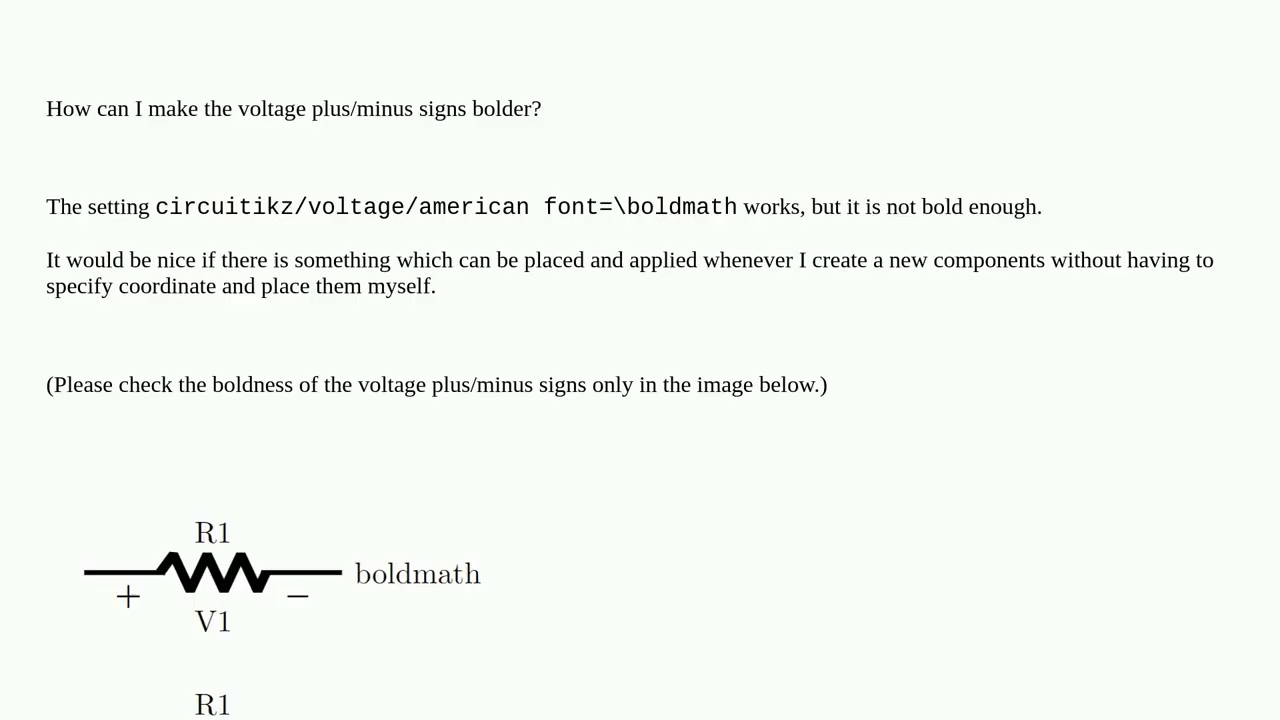 How can I make the voltage plus/minus signs bolder?
The setting circuitikz/voltage/american font=\boldmath works, but it is not bold enough.
It would be nice if there is something which can be placed and applied whenever I create a new components without having to
specify coordinate and place them myself.
(Please check the boldness of the voltage plus/minus signs only in the image below.)
R1
boldmath
+ −
V1
R1